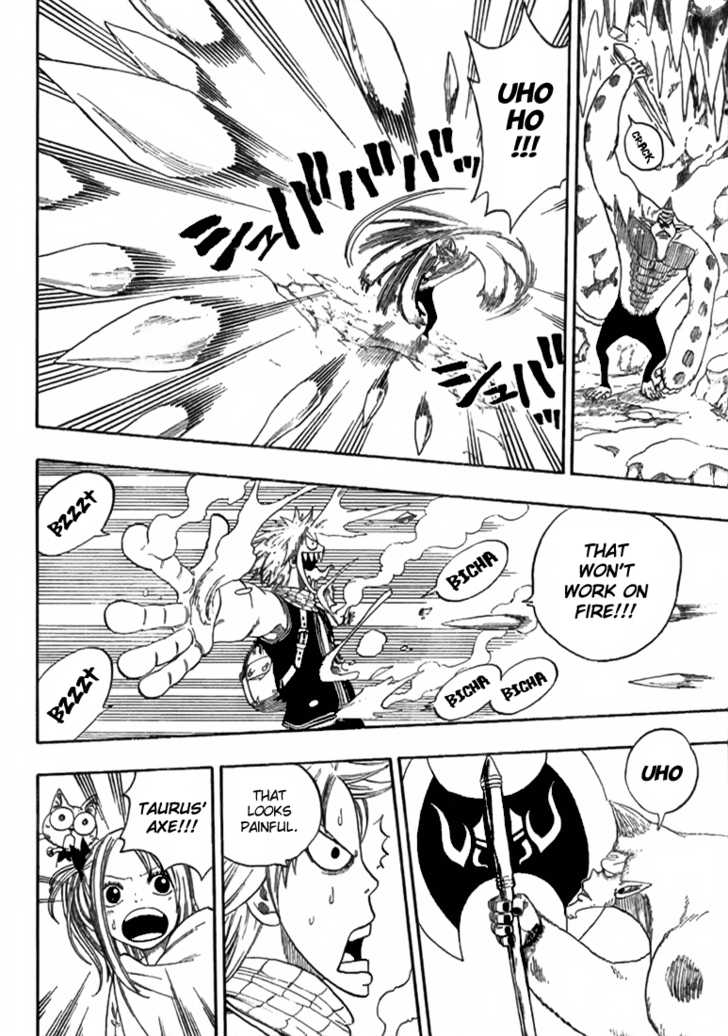 CRACK
UHO
HO
!!!
シュバババッ
シュバッ
THAT
WON'T
WORK ON
FIRE!!!
BICHA
BICHA
BICHA
BZZZT
BZZZT
UHO
THAT
LOOKS
PAINFUL.
TAURUS'
AXE!!!